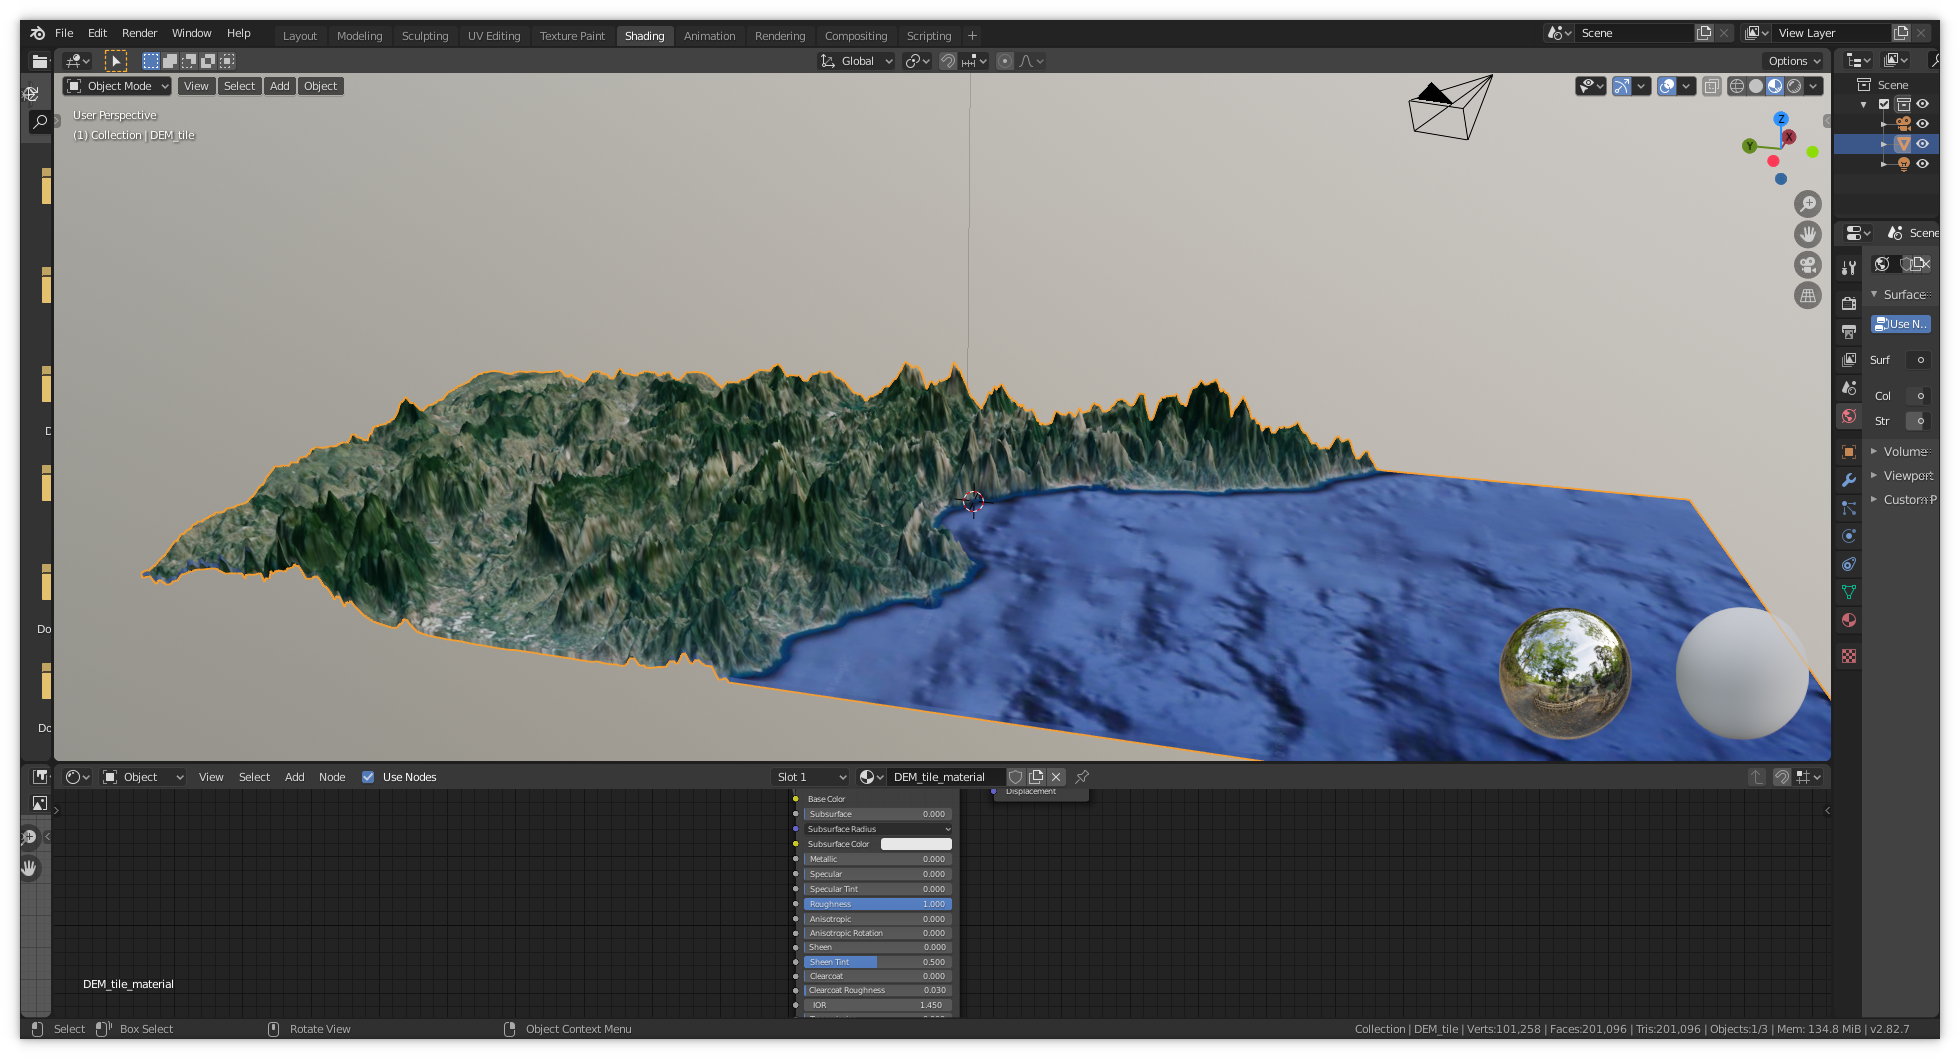 File Edit Render Window Help
Layout Modeling Sculpting UV Editing Texture Paint Shading Animation Rendering Compositing Scripting +
Scene
View Layer
Global
Options
Object Mode View Select Add Object
User Perspective
(1) Collection | DEM_tile
Z
X
Y
Scene
Scene
Surface
Use N..
Surf
Col
Str
Volume
Viewport
Custom P
D
Do
Do
Object View Select Add Node Use Nodes
Slot 1
DEM_tile_material
Displacement
Base Color
Subsurface 0.000
Subsurface Radius
Subsurface Color
Metallic 0.000
Specular 0.000
Specular Tint 0.000
Roughness 1.000
Anisotropic 0.000
Anisotropic Rotation 0.000
Sheen 0.000
Sheen Tint 0.500
Clearcoat 0.000
Clearcoat Roughness 0.030
IOR 1.450
DEM_tile_material
Select Box Select Rotate View Object Context Menu
Collection | DEM_tile | Verts:101,258 | Faces:201,096 | Tris:201,096 | Objects:1/3 | Mem: 134.8 MiB | v2.82.7